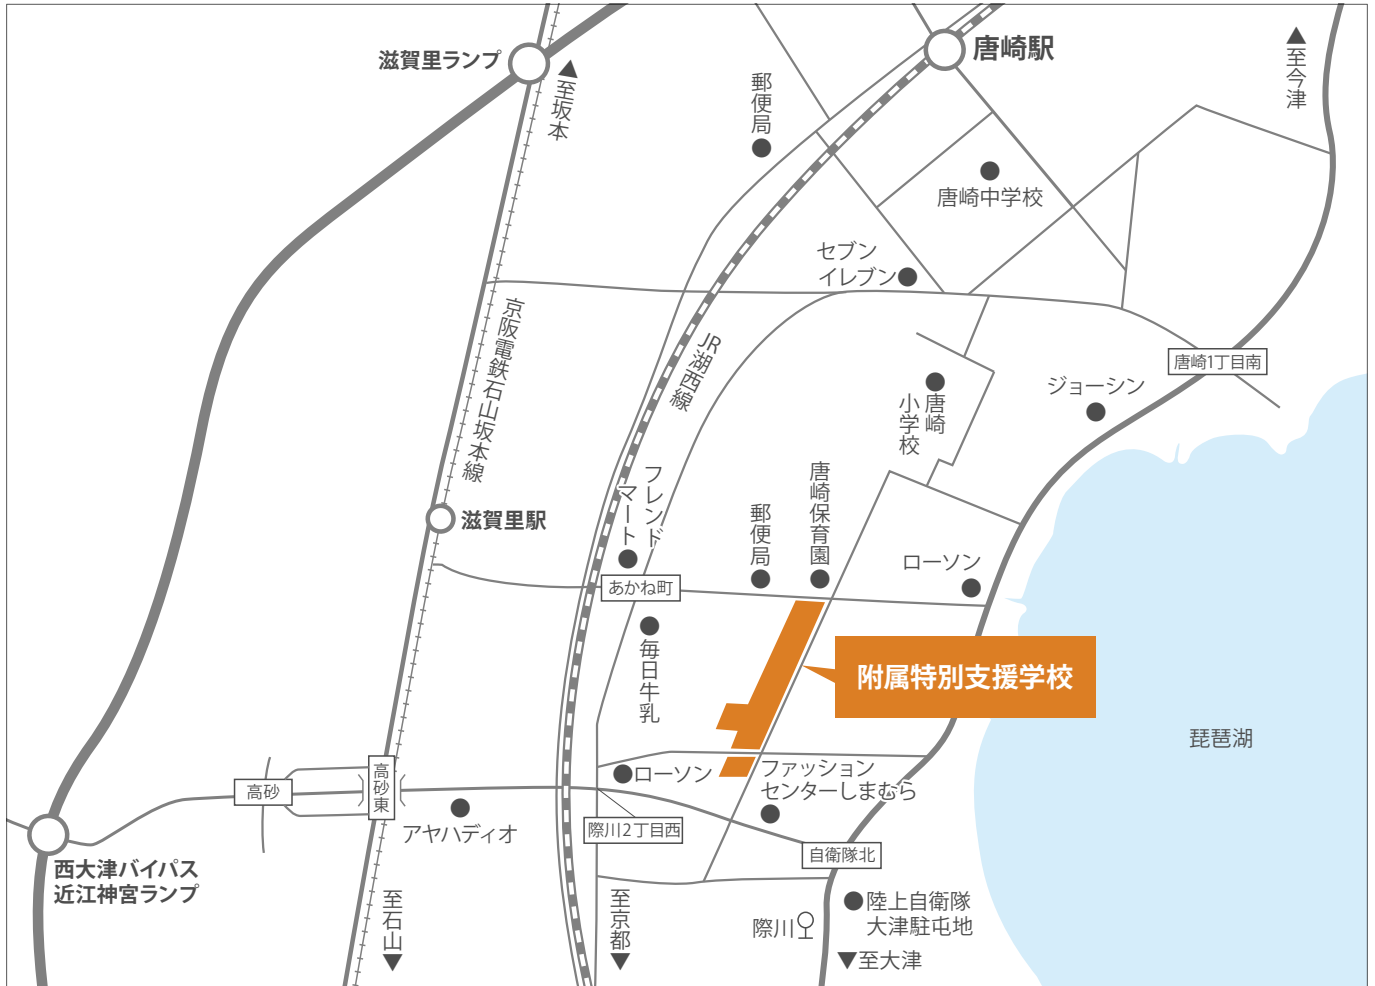 滋賀里ランプ
唐崎駅
至今津
至坂本
郵便局
唐崎中学校
セブン
イレブン
京阪電鉄石山坂本線
JR湖西線
唐崎1丁目南
ジョーシン
唐崎
小学校
フレンド
マート
滋賀里駅
郵便局
唐崎保育園
ローソン
あかね町
毎日牛乳
附属特別支援学校
琵琶湖
高砂
高砂東
ローソン
ファッション
センターしまむら
アヤハディオ
際川2丁目西
自衛隊北
西大津バイパス
近江神宮ランプ
至石山
至京都
際川
陸上自衛隊
大津駐屯地
至大津